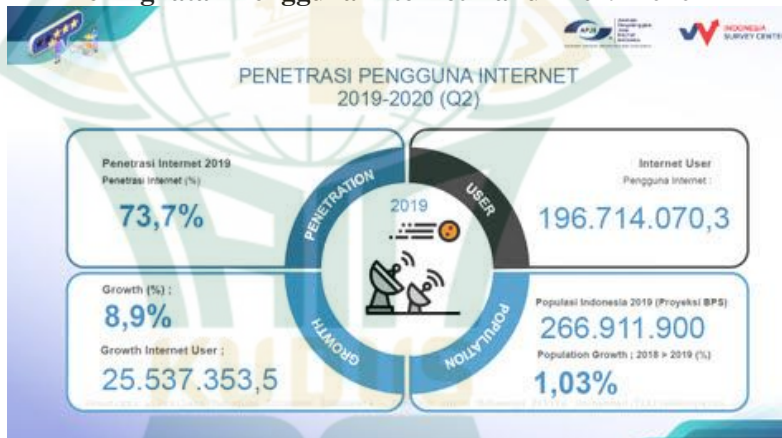 APJII
INDONESIA
SURVEY CENTER
PENETRASI PENGGUNA INTERNET
2019-2020 (Q2)
Penetrasi Internet 2019
Penetrasi Internet (%)
73,7%
PENETRATION
USER
2019
Internet User
Pengguna Internet :
196.714.070,3
Growth (%) :
8,9%
Growth Internet User :
25.537.353,5
GROWTH
POPULATION
Populasi Indonesia 2019 (Proyeksi BPS)
266.911.900
Population Growth ; 2018 > 2019 (%)
1,03%